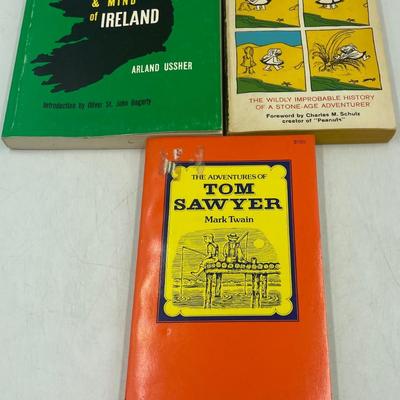 & MIND
of IRELAND
ARLAND USSHER
Introduction by Oliver St. John Gogarty
THE WILDLY IMPROBABLE HISTORY
OF A STONE-AGE ADVENTURER
Foreword by Charles M. Schulz
creator of "Peanuts"
THE ADVENTURES OF
TOM
SAWYER
Mark Twain